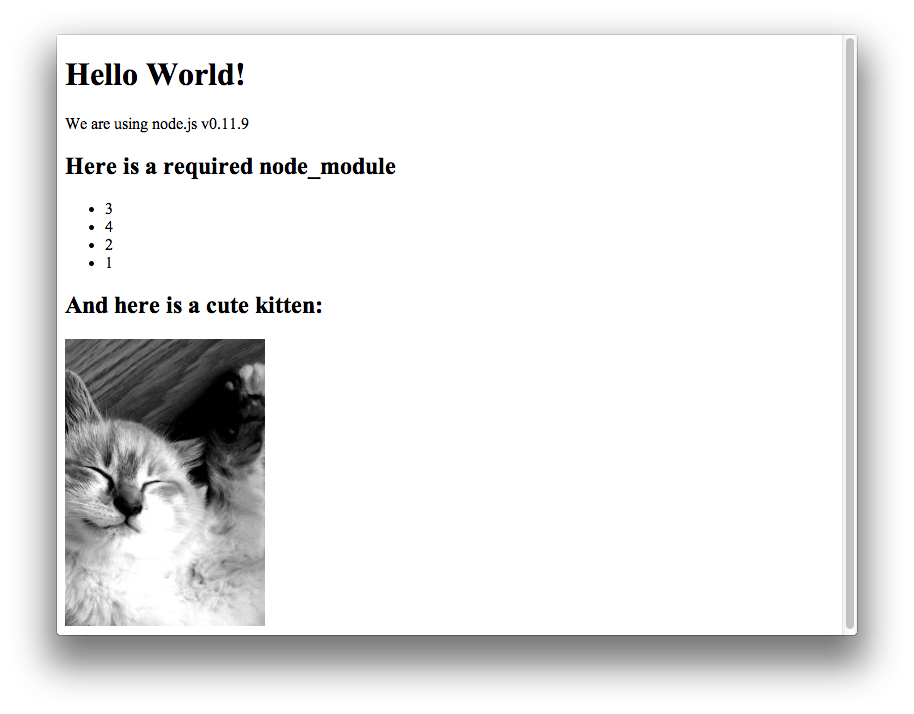 Hello World!
We are using node.js v0.11.9
Here is a required node_module
• 3
• 4
• 2
• 1
And here is a cute kitten: